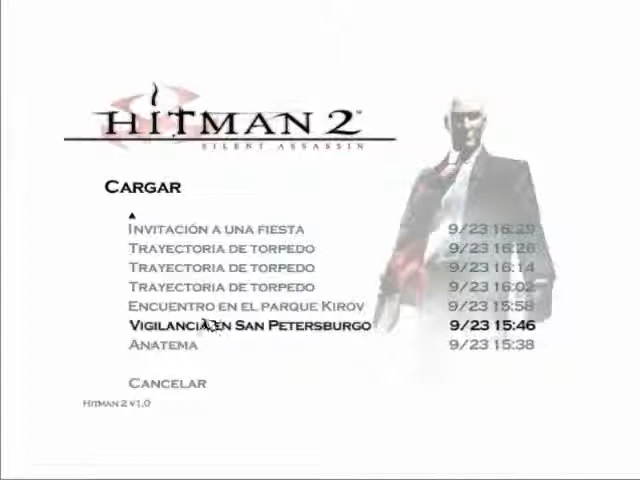 HITMAN 2™
SILENT ASSASSIN
CARGAR
INVITACIÓN A UNA FIESTA 9/23 16:29
TRAYECTORIA DE TORPEDO 9/23 16:26
TRAYECTORIA DE TORPEDO 9/23 16:14
TRAYECTORIA DE TORPEDO 9/23 16:02
ENCUENTRO EN EL PARQUE KIROV 9/23 15:58
VIGILANCIA EN SAN PETERSBURGO 9/23 15:46
ANATEMA 9/23 15:38
CANCELAR
HITMAN 2 V1.0